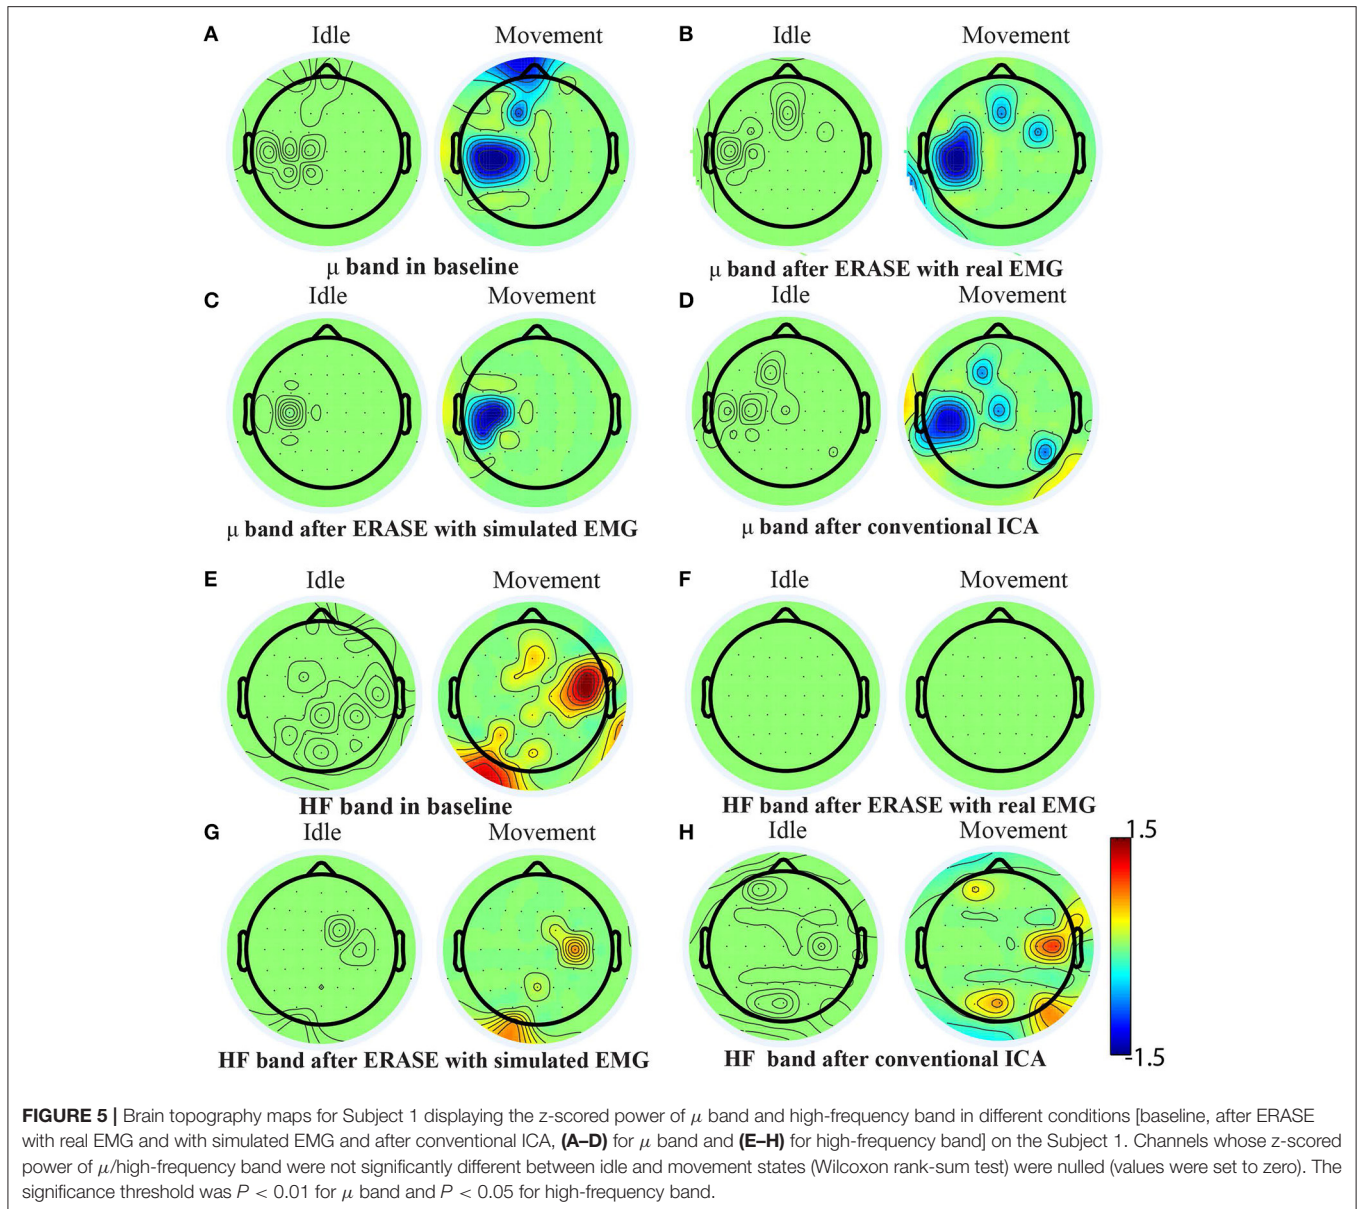 A Idle Movement B Idle Movement
μ band in baseline
μ band after ERASE with real EMG
C Idle Movement D Idle Movement
μ band after ERASE with simulated EMG
μ band after conventional ICA
E Idle Movement F Idle Movement
HF band in baseline
HF band after ERASE with real EMG
G Idle Movement H Idle Movement
1.5
-1.5
HF band after ERASE with simulated EMG
HF band after conventional ICA
FIGURE 5 | Brain topography maps for Subject 1 displaying the z-scored power of μ band and high-frequency band in different conditions [baseline, after ERASE
with real EMG and with simulated EMG and after conventional ICA, (A–D) for μ band and (E–H) for high-frequency band] on the Subject 1. Channels whose z-scored
power of μ/high-frequency band were not significantly different between idle and movement states (Wilcoxon rank-sum test) were nulled (values were set to zero). The
significance threshold was P < 0.01 for μ band and P < 0.05 for high-frequency band.